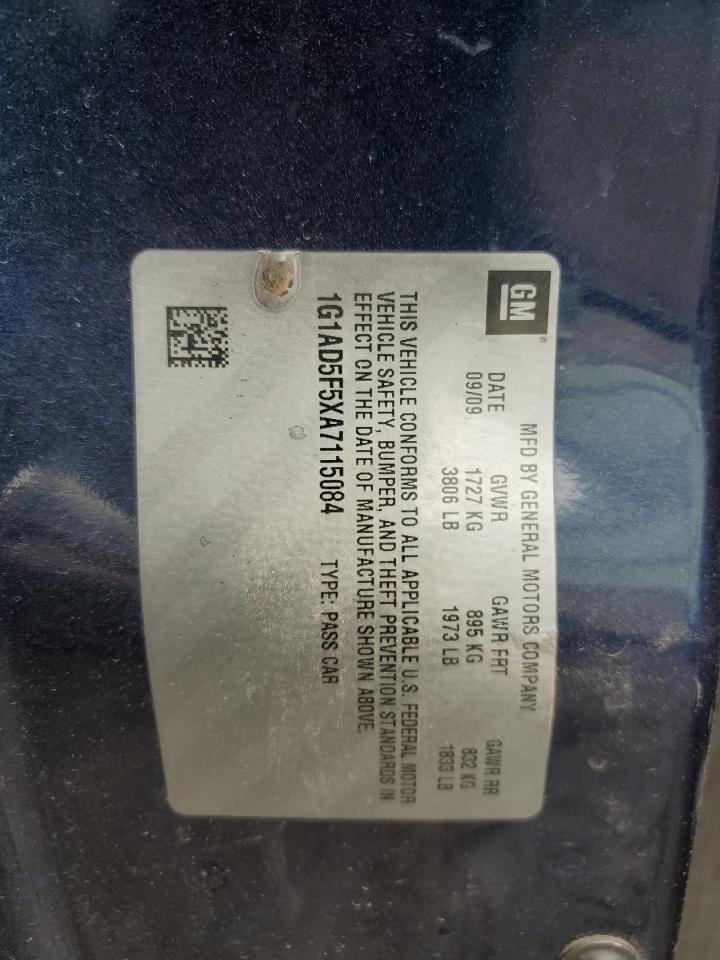 GM
MFD BY GENERAL MOTORS COMPANY
DATE GVWR GAWR FRT GAWR RR
09/09 1727 KG 895 KG 832 KG
3806 LB 1973 LB 1833 LB
THIS VEHICLE CONFORMS TO ALL APPLICABLE U.S. FEDERAL MOTOR
VEHICLE SAFETY, BUMPER, AND THEFT PREVENTION STANDARDS IN
EFFECT ON THE DATE OF MANUFACTURE SHOWN ABOVE.
1G1AD5F5XA7115084 TYPE: PASS CAR